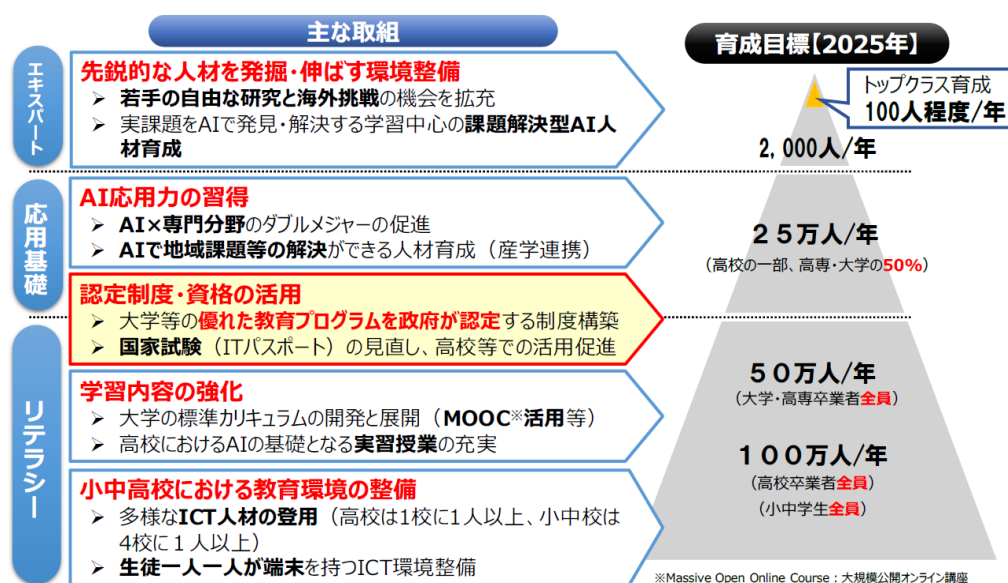 主な取組
育成目標【2025年】
エキスパート
先鋭的な人材を発掘・伸ばす環境整備
➤ 若手の自由な研究と海外挑戦の機会を拡充
➤ 実課題をAIで発見・解決する学習中心の課題解決型AI人
材育成
トップクラス育成
100人程度/年
2,000人/年
応用基礎
AI応用力の習得
➤ AI×専門分野のダブルメジャーの促進
➤ AIで地域課題等の解決ができる人材育成（産学連携）
25万人/年
（高校の一部、高専・大学の50%）
認定制度・資格の活用
➤ 大学等の優れた教育プログラムを政府が認定する制度構築
➤ 国家試験（ITパスポート）の見直し、高校等での活用促進
リテラシー
学習内容の強化
➤ 大学の標準カリキュラムの開発と展開（MOOC※活用等）
➤ 高校におけるAIの基礎となる実習授業の充実
50万人/年
（大学・高専卒業者全員）
小中高校における教育環境の整備
➤ 多様なICT人材の登用（高校は1校に1人以上、小中校は
4校に１人以上）
➤ 生徒一人一人が端末を持つICT環境整備
100万人/年
（高校卒業者全員）
（小中学生全員）
※Massive Open Online Course：大規模公開オンライン講座